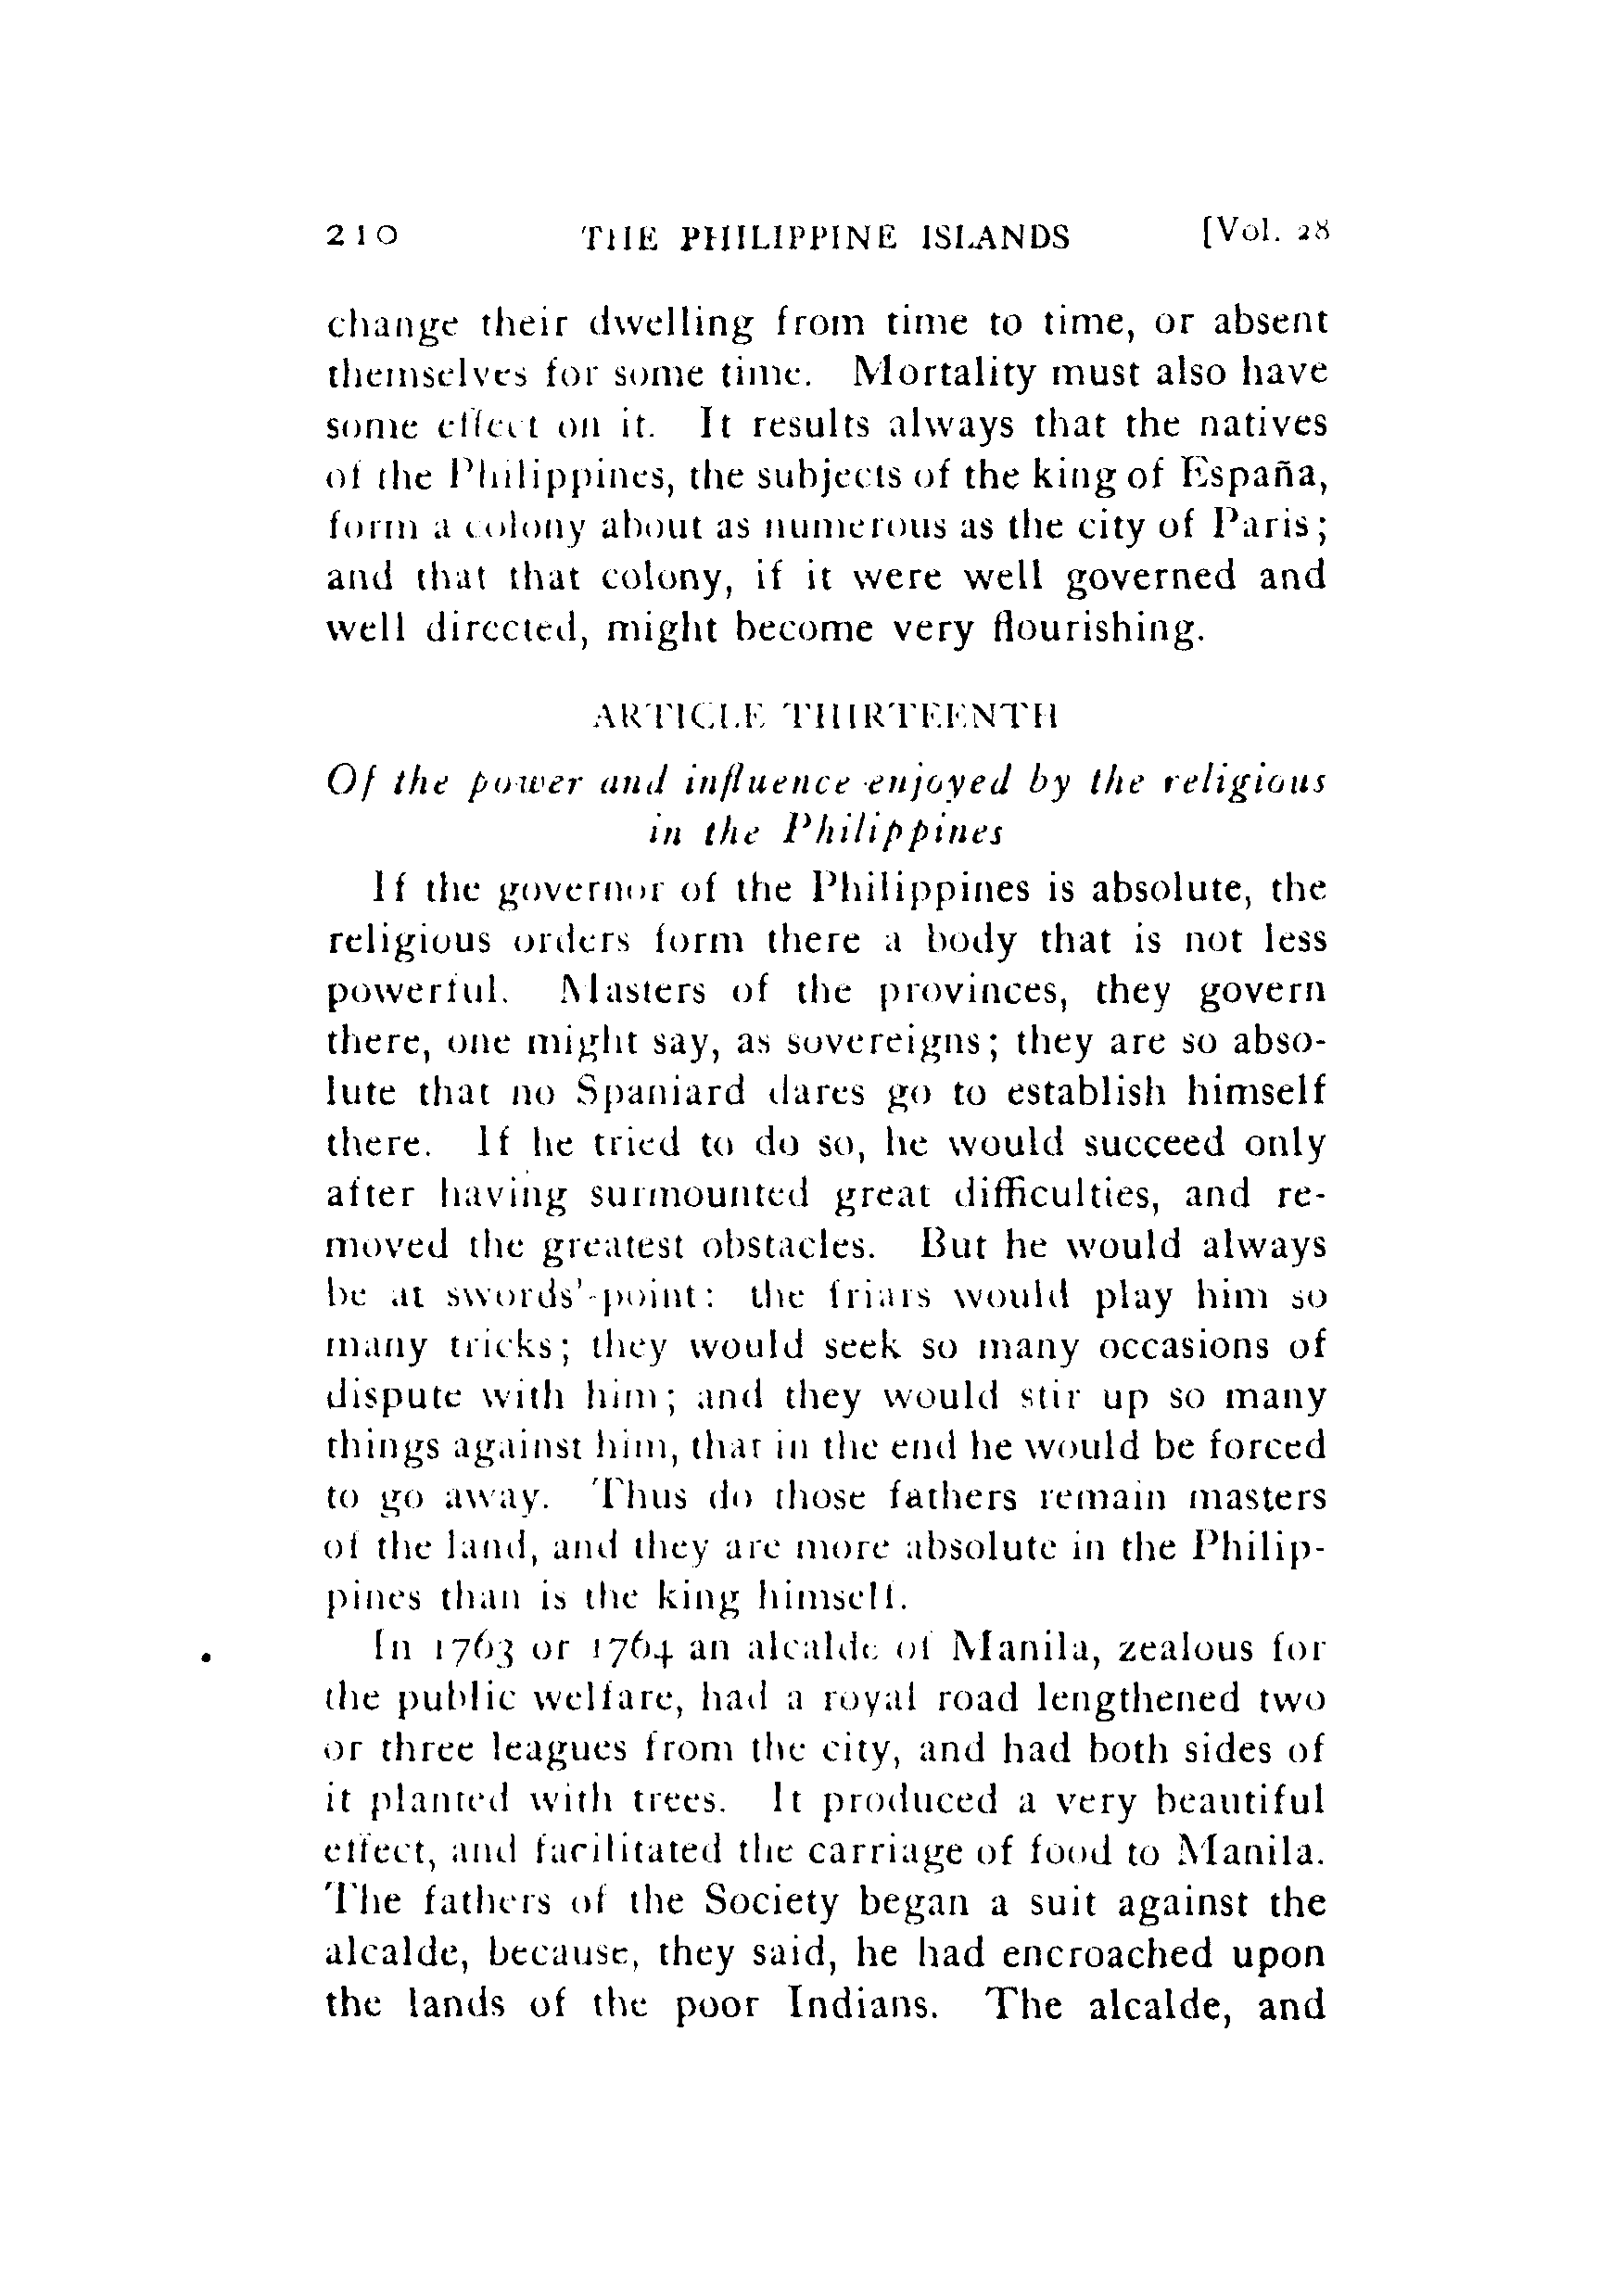 210 THE PHILIPPINE ISLANDS [Vol. 28
change their dwelling from time to time, or absent
themselves for some time. Mortality must also have
some effect on it. It results always that the natives
of the Philippines, the subjects of the king of España,
form a colony about as numerous as the city of Paris;
and that that colony, if it were well governed and
well directed, might become very flourishing.
ARTICLE THIRTEENTH
Of the power and influence enjoyed by the religious
in the Philippines
If the governor of the Philippines is absolute, the
religious orders form there a body that is not less
powerful. Masters of the provinces, they govern
there, one might say, as sovereigns; they are so abso-
lute that no Spaniard dares go to establish himself
there. If he tried to do so, he would succeed only
after having surmounted great difficulties, and re-
moved the greatest obstacles. But he would always
be at swords'-point: the friars would play him so
many tricks; they would seek so many occasions of
dispute with him; and they would stir up so many
things against him, that in the end he would be forced
to go away. Thus do those fathers remain masters
of the land, and they are more absolute in the Philip-
pines than is the king himself.
In 1763 or 1764 an alcalde of Manila, zealous for
the public welfare, had a royal road lengthened two
or three leagues from the city, and had both sides of
it planted with trees. It produced a very beautiful
effect, and facilitated the carriage of food to Manila.
The fathers of the Society began a suit against the
alcalde, because, they said, he had encroached upon
the lands of the poor Indians. The alcalde, and